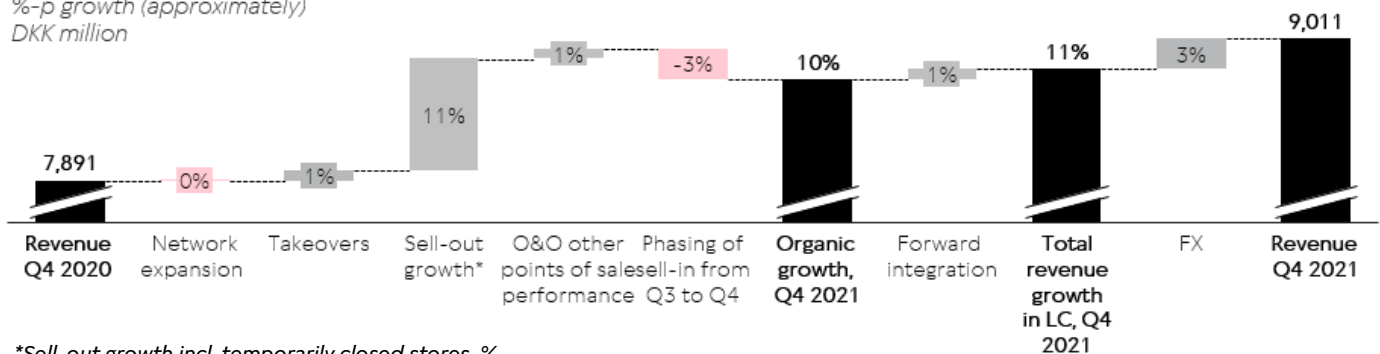 %-p growth (approximately)
DKK million
7,891
0%
1%
11%
1%
-3%
10%
1%
11%
3%
9,011
Revenue
Q4 2020
Network
expansion
Takeovers
Sell-out
growth*
O&O other
points of sale
performance
Phasing of
sell-in from
Q3 to Q4
Organic
growth,
Q4 2021
Forward
integration
Total
revenue
growth
in LC, Q4
2021
FX
Revenue
Q4 2021
*Sell-out growth incl. temporarily closed stores, %